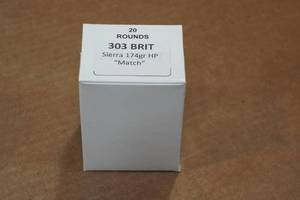 20
ROUNDS
303 BRIT
Sierra 174gr HP
"Match"